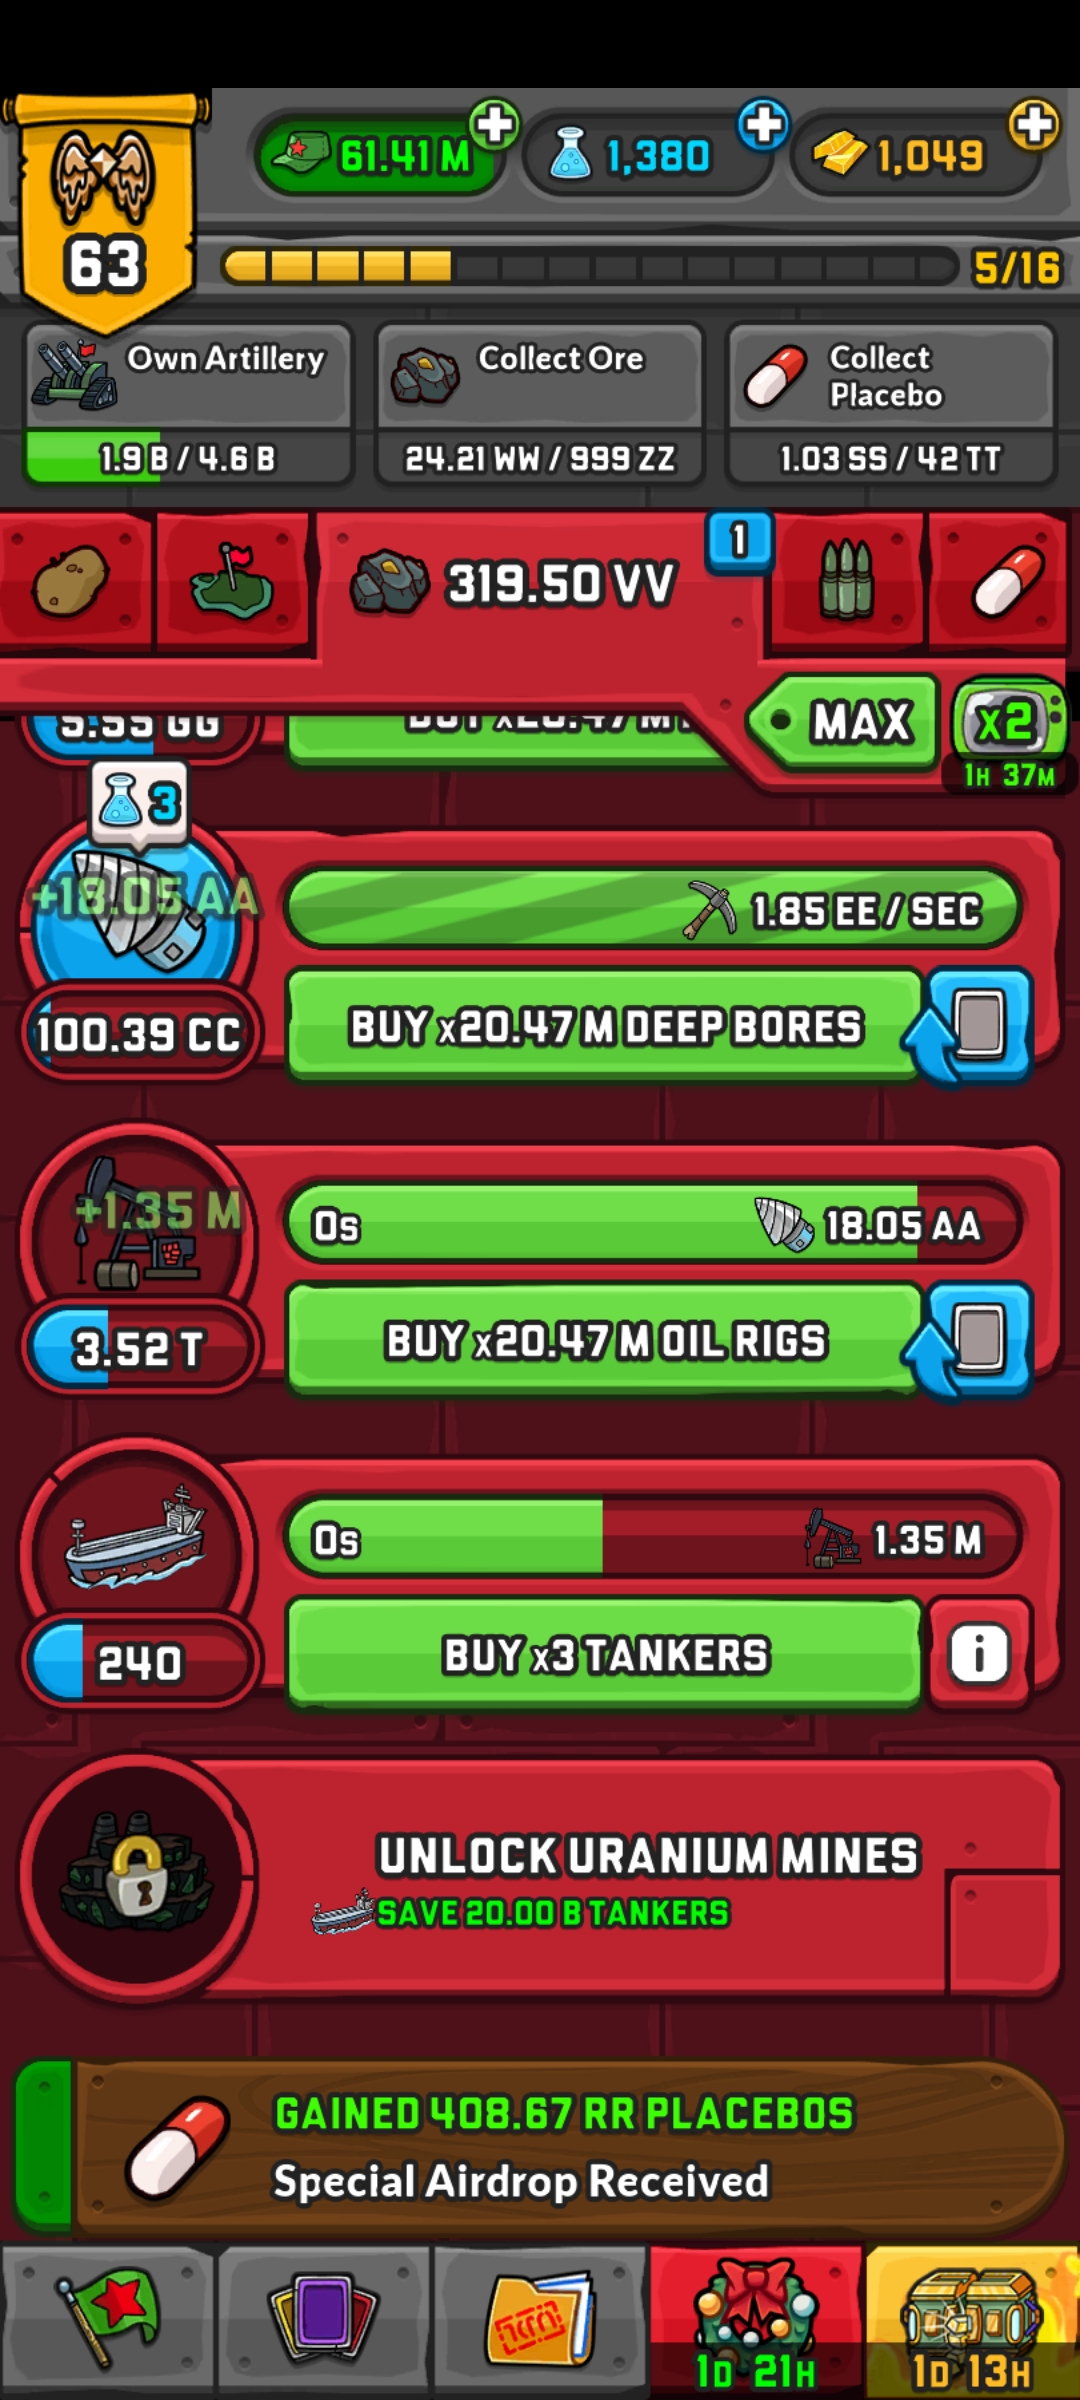 61.41 M
1,380
1,049
63
5/16
Own Artillery
1.9 B / 4.6 B
Collect Ore
24.21 WW / 999 ZZ
Collect
Placebo
1.03 SS / 42 TT
319.50 VV
1
MAX
x2
1H 37M
5.55 GG
3
+18.05 AA
1.85 EE / SEC
100.39 CC
BUY x20.47 M DEEP BORES
+1.35 M
0s
18.05 AA
3.52 T
BUY x20.47 M OIL RIGS
0s
1.35 M
240
BUY x3 TANKERS
i
UNLOCK URANIUM MINES
SAVE 20.00 B TANKERS
GAINED 408.67 RR PLACEBOS
Special Airdrop Received
1D 21H
1D 13H